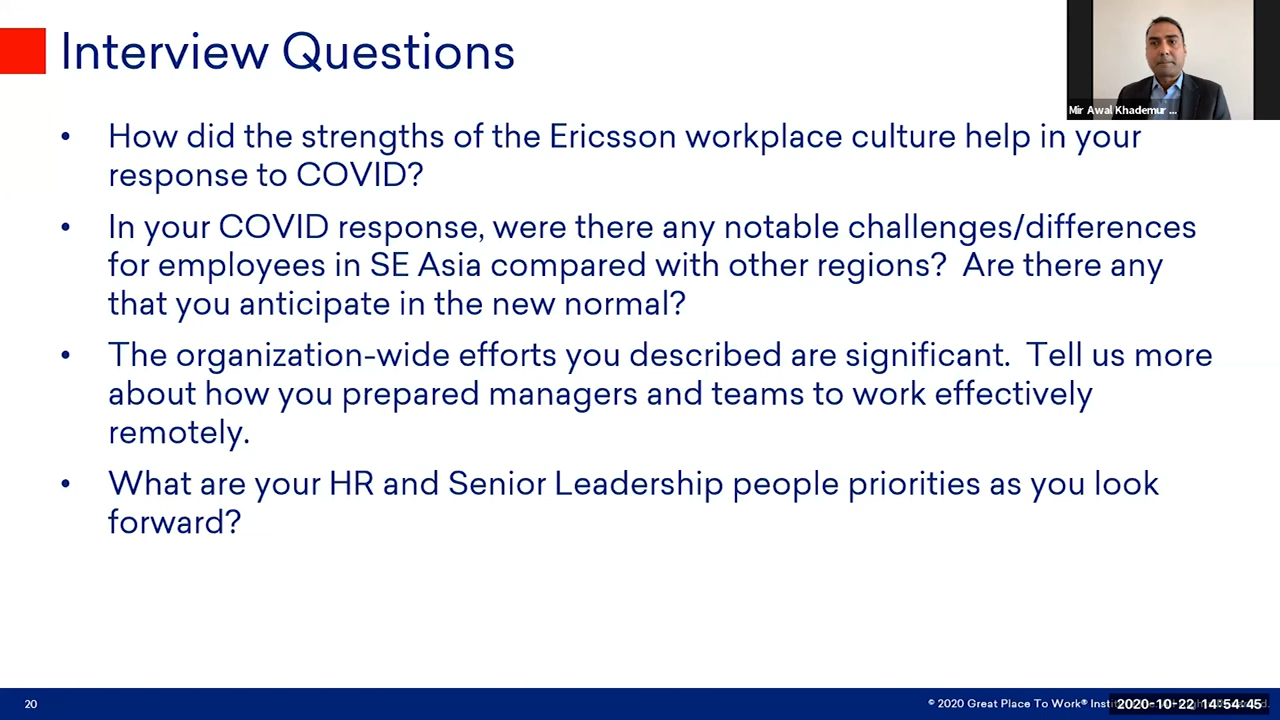 Interview Questions
Mir Awal Khademur ...
• How did the strengths of the Ericsson workplace culture help in your
response to COVID?
• In your COVID response, were there any notable challenges/differences
for employees in SE Asia compared with other regions? Are there any
that you anticipate in the new normal?
• The organization-wide efforts you described are significant. Tell us more
about how you prepared managers and teams to work effectively
remotely.
• What are your HR and Senior Leadership people priorities as you look
forward?
20
© 2020 Great Place To Work®
2020-10-22 14:54:45